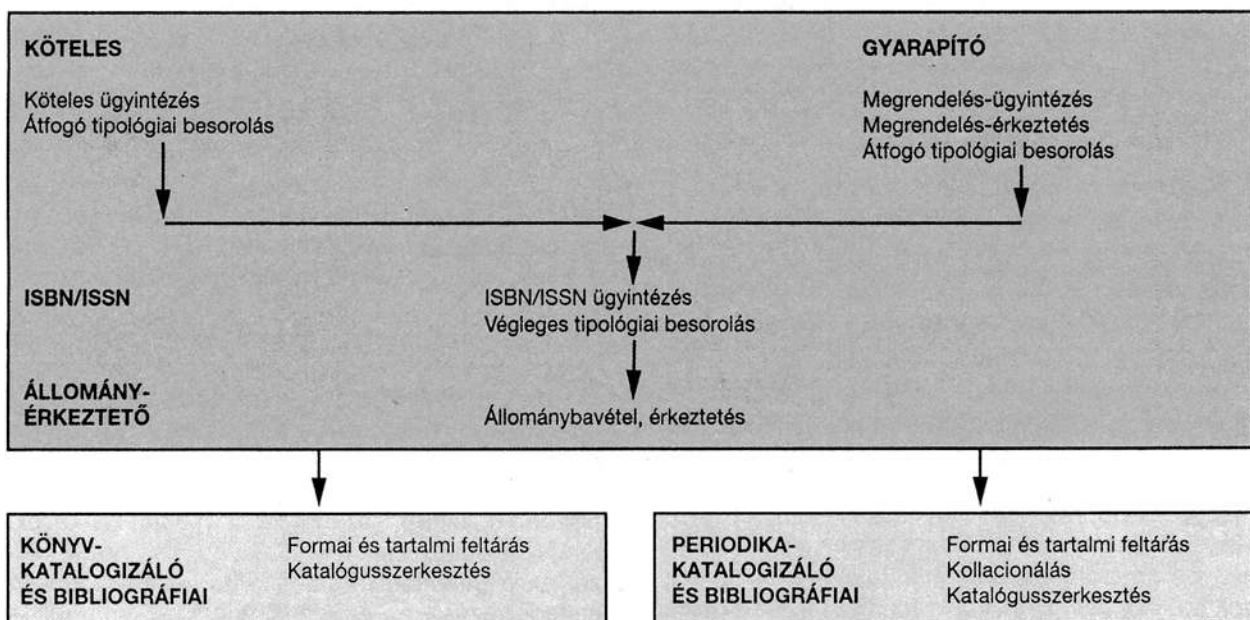 KÖTELES
Köteles ügyintézés
Átfogó tipológiai besorolás
GYARAPÍTÓ
Megrendelés-ügyintézés
Megrendelés-érkeztetés
Átfogó tipológiai besorolás
ISBN/ISSN
ISBN/ISSN ügyintézés
Végleges tipológiai besorolás
ÁLLOMÁNY-
ÉRKEZTETŐ
Állománybavétel, érkeztetés
KÖNYV-
KATALOGIZÁLÓ
ÉS BIBLIOGRÁFIAI
Formai és tartalmi feltárás
Katalógusszerkesztés
PERIODIKA-
KATALOGIZÁLÓ
ÉS BIBLIOGRÁFIAI
Formai és tartalmi feltárás
Kollacionálás
Katalógusszerkesztés